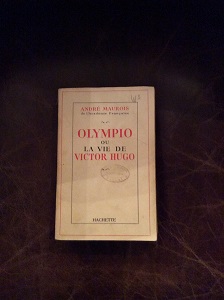 ANDRÉ MAUROIS
de l'Académie Française
OLYMPIO
OU
LA VIE DE
VICTOR HUGO
HACHETTE